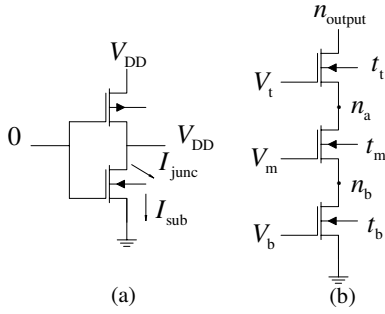 V_DD
0
V_DD
I_junc
I_sub
(a)
n_output
V_t
t_t
n_a
V_m
t_m
n_b
V_b
t_b
(b)